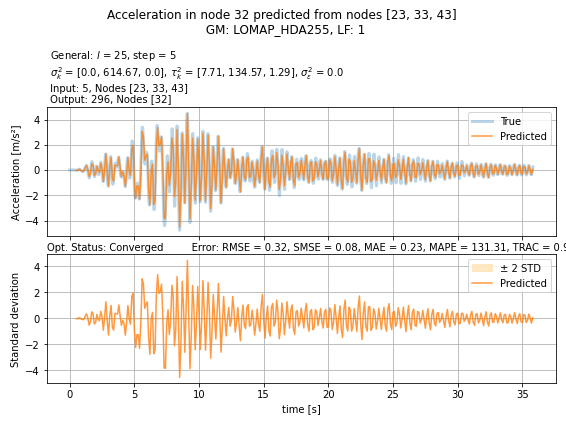 Acceleration in node 32 predicted from nodes [23, 33, 43]
GM: LOMAP_HDA255, LF: 1
General: l = 25, step = 5
σ²ₖ = [0.0, 614.67, 0.0], τ²ₖ = [7.71, 134.57, 1.29], σ²ε = 0.0
Input: 5, Nodes [23, 33, 43]
Output: 296, Nodes [32]
Acceleration [m/s²]
4
2
0
−2
−4
True
Predicted
Opt. Status: Converged Error: RMSE = 0.32, SMSE = 0.08, MAE = 0.23, MAPE = 131.31, TRAC = 0.9
Standard deviation
4
2
0
−2
−4
± 2 STD
Predicted
0 5 10 15 20 25 30 35
time [s]